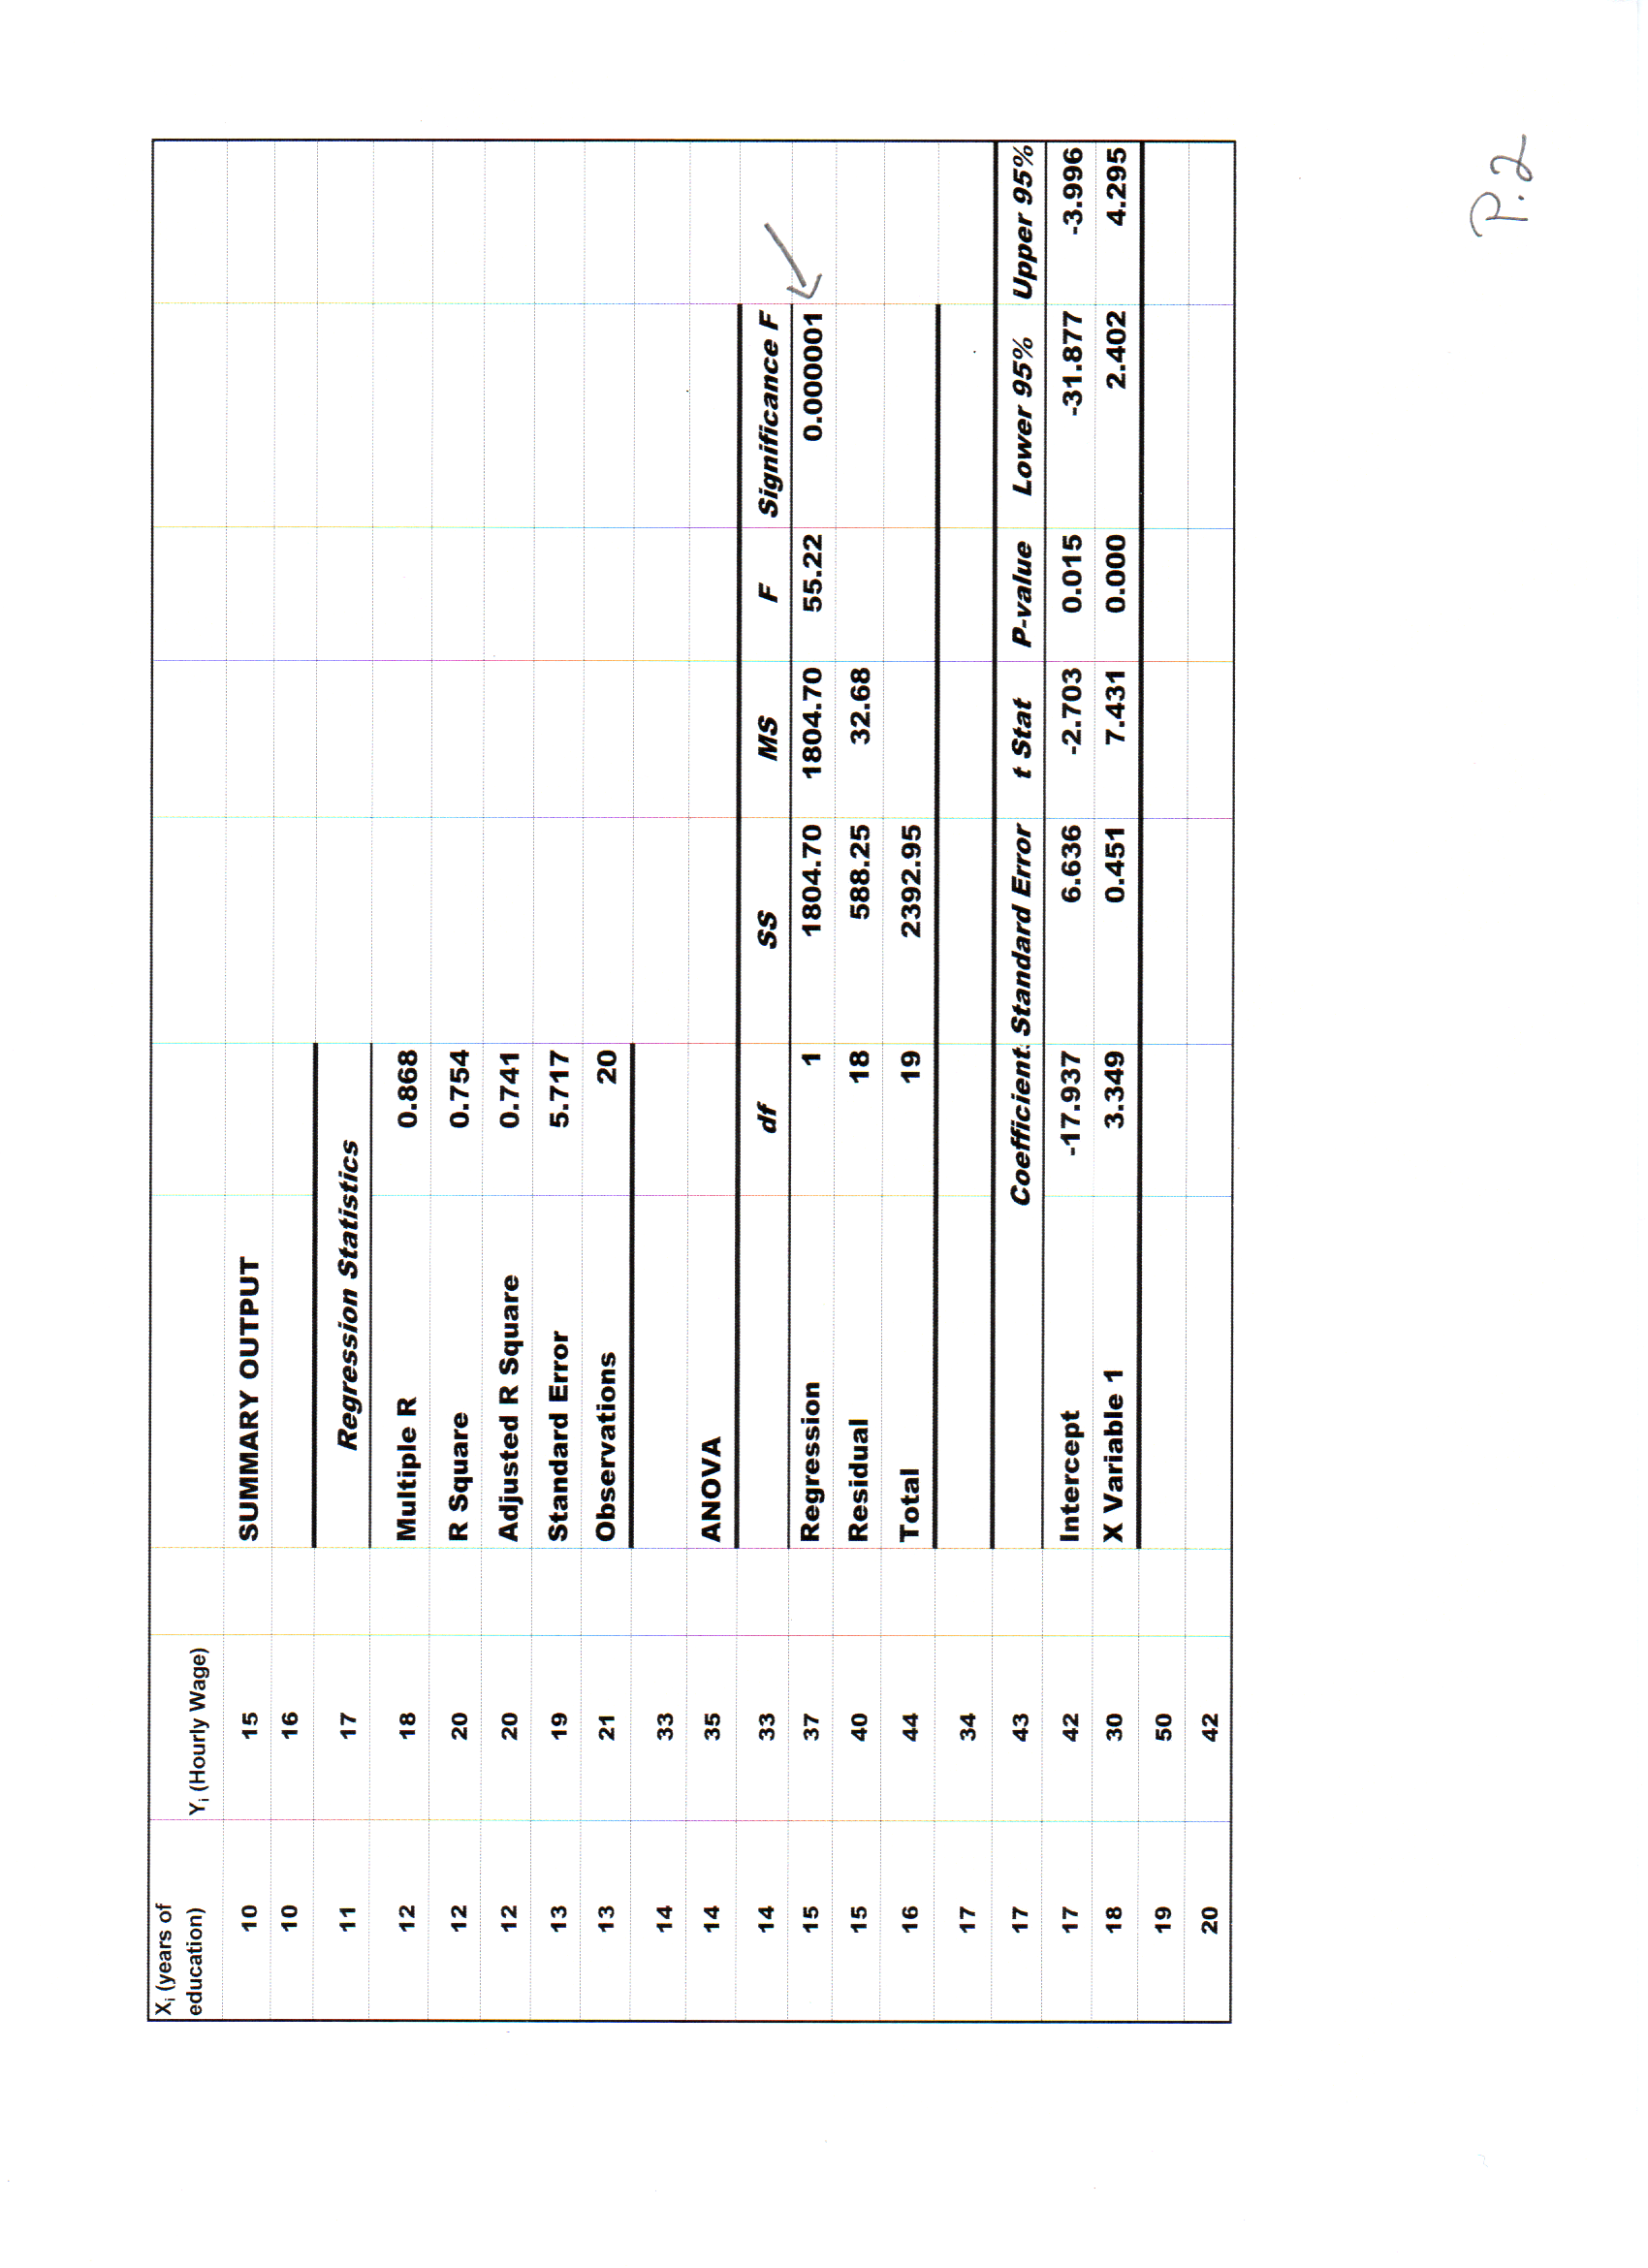 Xi (years of education) Yi (Hourly Wage)
10 15 SUMMARY OUTPUT
10 16
11 17 Regression Statistics
12 18 Multiple R 0.868
12 20 R Square 0.754
12 20 Adjusted R Square 0.741
13 19 Standard Error 5.717
13 21 Observations 20
14 33
14 35 ANOVA
14 33 df SS MS F Significance F
15 37 Regression 1 1804.70 1804.70 55.22 0.000001
15 40 Residual 18 588.25 32.68
16 44 Total 19 2392.95
17 34
17 43 Coefficient Standard Error t Stat P-value Lower 95% Upper 95%
17 42 Intercept -17.937 6.636 -2.703 0.015 -31.877 -3.996
18 30 X Variable 1 3.349 0.451 7.431 0.000 2.402 4.295
19 50
20 42
P.2